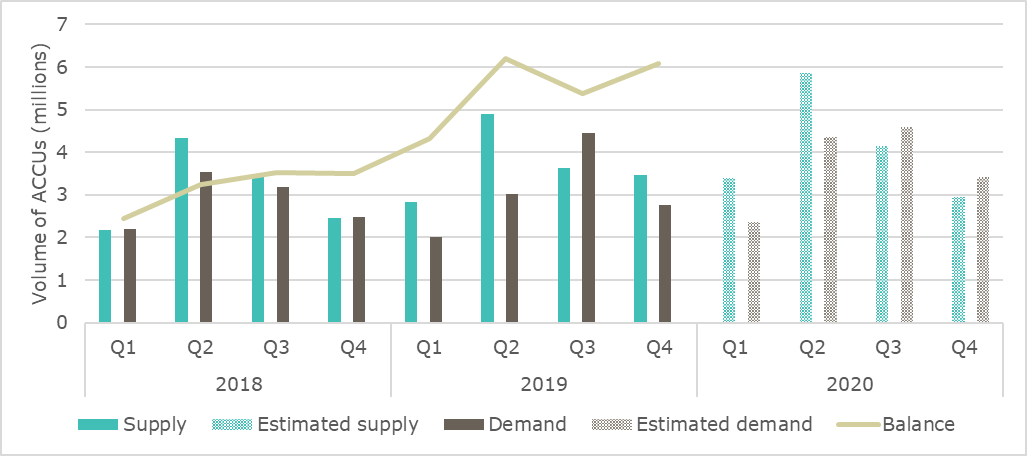 Volume of ACCUs (millions)
7
6
5
4
3
2
1
0
Q1 Q2 Q3 Q4 Q1 Q2 Q3 Q4 Q1 Q2 Q3 Q4
2018 2019 2020
Supply Estimated supply Demand Estimated demand Balance